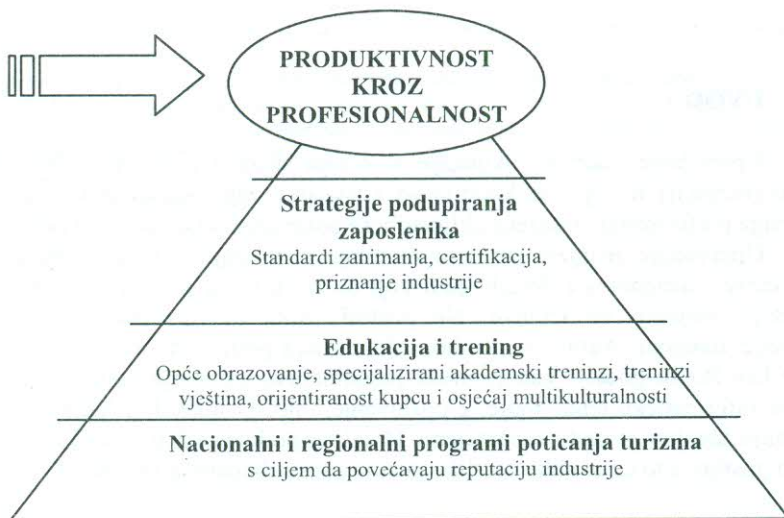 PRODUKTIVNOST
KROZ
PROFESIONALNOST
Strategije podupiranja
zaposlenika
Standardi zanimanja, certifikacija,
priznanje industrije
Edukacija i trening
Opće obrazovanje, specijalizirani akademski treninzi, treninzi
vještina, orijentiranost kupcu i osjećaj multikulturalnosti
Nacionalni i regionalni programi poticanja turizma
s ciljem da povećavaju reputaciju industrije